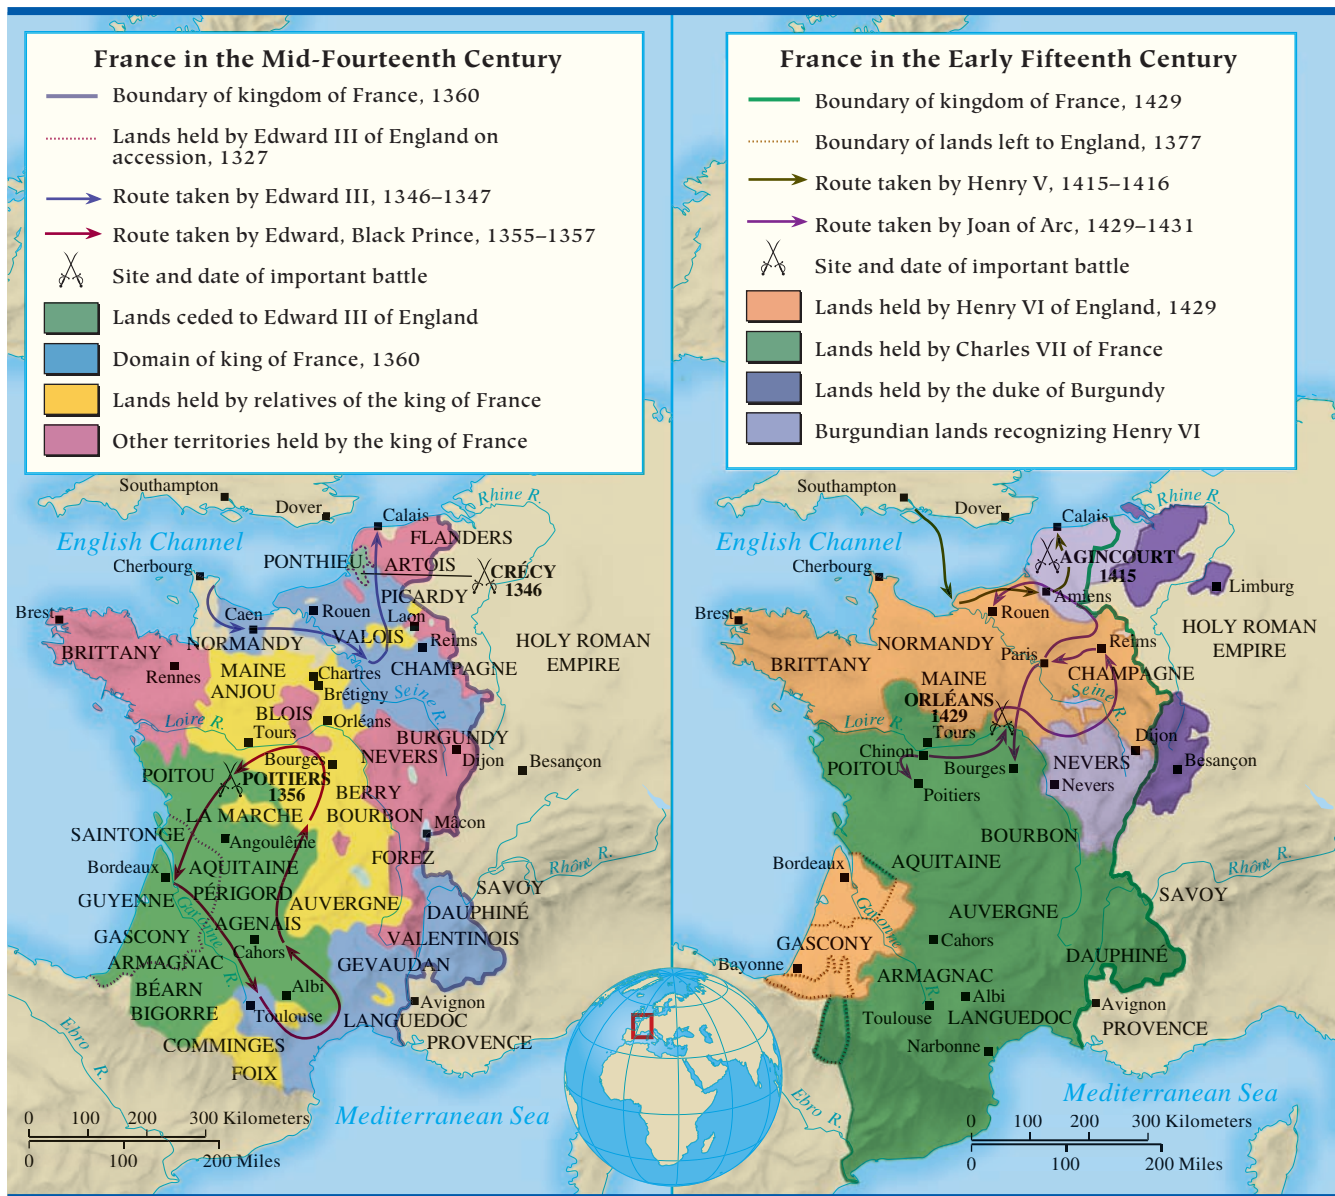 France in the Mid-Fourteenth Century
Boundary of kingdom of France, 1360
Lands held by Edward III of England on
accession, 1327
Route taken by Edward III, 1346–1347
Route taken by Edward, Black Prince, 1355–1357
Site and date of important battle
Lands ceded to Edward III of England
Domain of king of France, 1360
Lands held by relatives of the king of France
Other territories held by the king of France
Southampton
Dover
Rhine R.
Calais
English Channel
FLANDERS
PONTHIEU
ARTOIS
Cherbourg
CRÉCY
1346
PICARDY
Brest
Caen
Rouen
Laon
NORMANDY
VALOIS
Reims
HOLY ROMAN
EMPIRE
BRITTANY
Rennes
MAINE
Chartres
CHAMPAGNE
ANJOU
Brétigny
Seine R.
BLOIS
Orléans
Loire R.
Tours
BURGUNDY
NEVERS
Dijon
Bourges
Besançon
POITOU
POITIERS
1356
BERRY
LA MARCHE
BOURBON
Mâcon
SAINTONGE
Angoulême
FOREZ
Rhône R.
Bordeaux
AQUITAINE
SAVOY
GUYENNE
PÉRIGORD
AUVERGNE
DAUPHINÉ
Garonne R.
AGENAIS
GASCONY
Cahors
VALENTINOIS
ARMAGNAC
GEVAUDAN
BÉARN
Albi
Avignon
BIGORRE
Toulouse
LANGUEDOC
Ebro R.
COMMINGES
PROVENCE
FOIX
Mediterranean Sea
0 100 200 300 Kilometers
0 100 200 Miles
France in the Early Fifteenth Century
Boundary of kingdom of France, 1429
Boundary of lands left to England, 1377
Route taken by Henry V, 1415–1416
Route taken by Joan of Arc, 1429–1431
Site and date of important battle
Lands held by Henry VI of England, 1429
Lands held by Charles VII of France
Lands held by the duke of Burgundy
Burgundian lands recognizing Henry VI
Southampton
Dover
Rhine R.
Calais
English Channel
AGINCOURT
1415
Cherbourg
Limburg
Amiens
Brest
Rouen
NORMANDY
Reims
HOLY ROMAN
EMPIRE
BRITTANY
Paris
CHAMPAGNE
MAINE
Seine R.
ORLÉANS
1429
Loire R.
Tours
Dijon
Chinon
POITOU
Bourges
NEVERS
Besançon
Poitiers
Nevers
BOURBON
Bordeaux
AQUITAINE
Rhône R.
SAVOY
Garonne R.
AUVERGNE
GASCONY
Cahors
DAUPHINÉ
Bayonne
ARMAGNAC
Albi
Avignon
Toulouse
LANGUEDOC
PROVENCE
Narbonne
Ebro R.
Mediterranean Sea
0 100 200 300 Kilometers
0 100 200 Miles